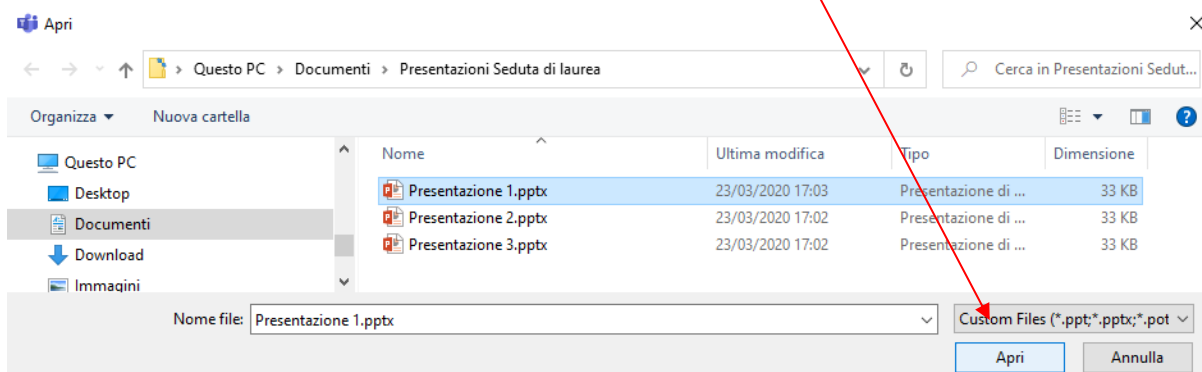 Apri
Questo PC > Documenti > Presentazioni Seduta di laurea
Cerca in Presentazioni Sedut...
Organizza Nuova cartella
Nome Ultima modifica Tipo Dimensione
Questo PC
Desktop
Documenti
Download
Immagini
Presentazione 1.pptx 23/03/2020 17:03 Presentazione di ... 33 KB
Presentazione 2.pptx 23/03/2020 17:02 Presentazione di ... 33 KB
Presentazione 3.pptx 23/03/2020 17:02 Presentazione di ... 33 KB
Nome file: Presentazione 1.pptx
Custom Files (*.ppt;*.pptx;*.pot
Apri Annulla